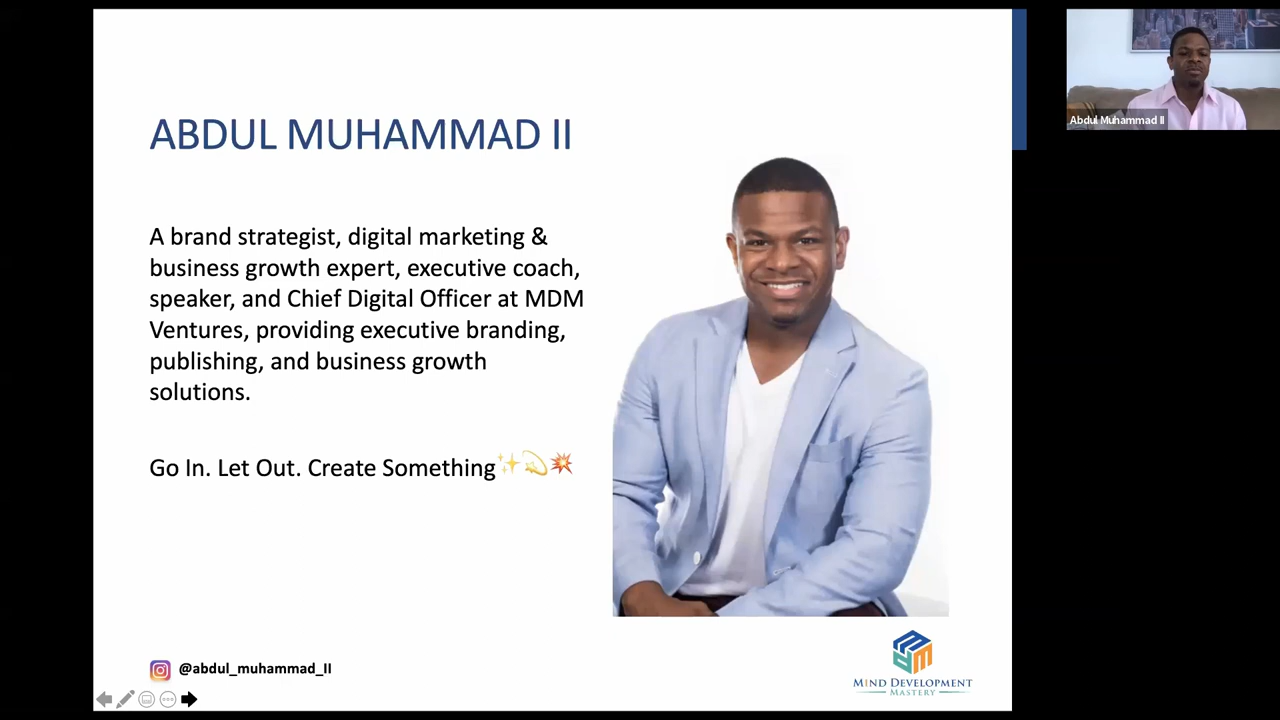 ABDUL MUHAMMAD II
A brand strategist, digital marketing &
business growth expert, executive coach,
speaker, and Chief Digital Officer at MDM
Ventures, providing executive branding,
publishing, and business growth
solutions.
Go In. Let Out. Create Something✨💫💥
@abdul_muhammad_II
MIND DEVELOPMENT
MASTERY
Abdul Muhammad II